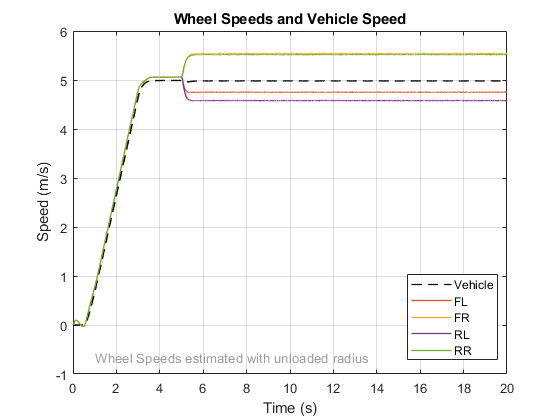 Wheel Speeds and Vehicle Speed
6
5
4
3
2
1
0
-1
Speed (m/s)
Vehicle
FL
FR
RL
RR
Wheel Speeds estimated with unloaded radius
0 2 4 6 8 10 12 14 16 18 20
Time (s)